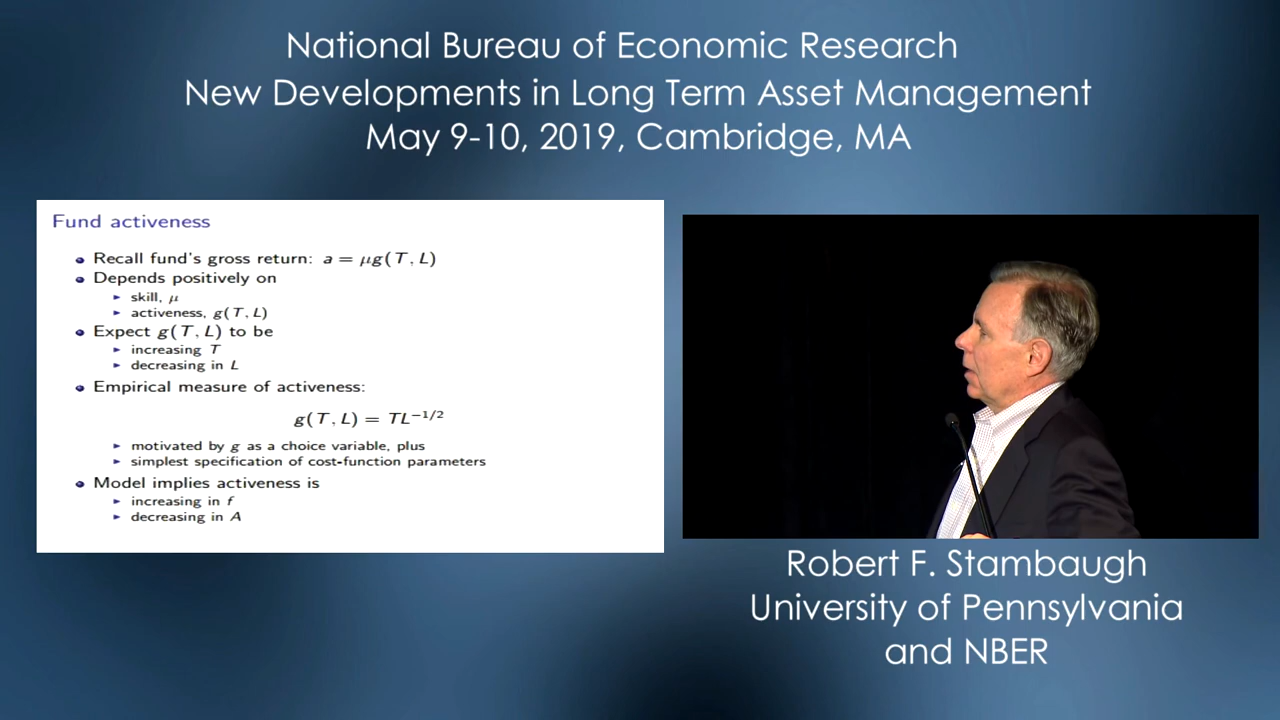 National Bureau of Economic Research
New Developments in Long Term Asset Management
May 9-10, 2019, Cambridge, MA
Fund activeness
Recall fund's gross return: a = μg(T, L)
Depends positively on
skill, μ
activeness, g(T, L)
Expect g(T, L) to be
increasing T
decreasing in L
Empirical measure of activeness:
g(T, L) = TL^{-1/2}
motivated by g as a choice variable, plus
simplest specification of cost-function parameters
Model implies activeness is
increasing in f
decreasing in A
Robert F. Stambaugh
University of Pennsylvania
and NBER